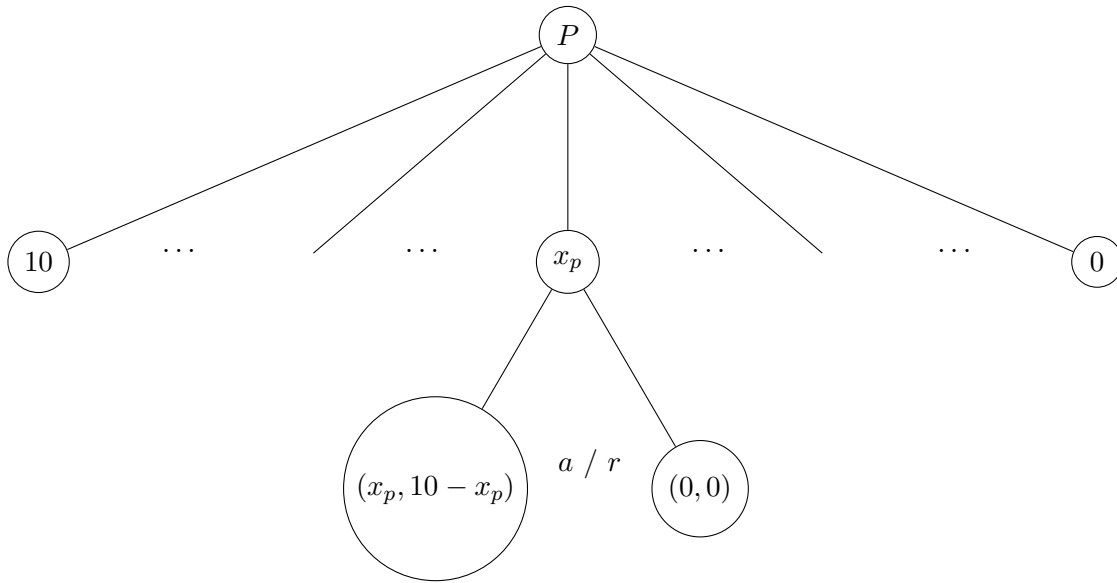 P
10 ... ... x_p ... ... 0
a / r
(x_p, 10 − x_p) (0, 0)